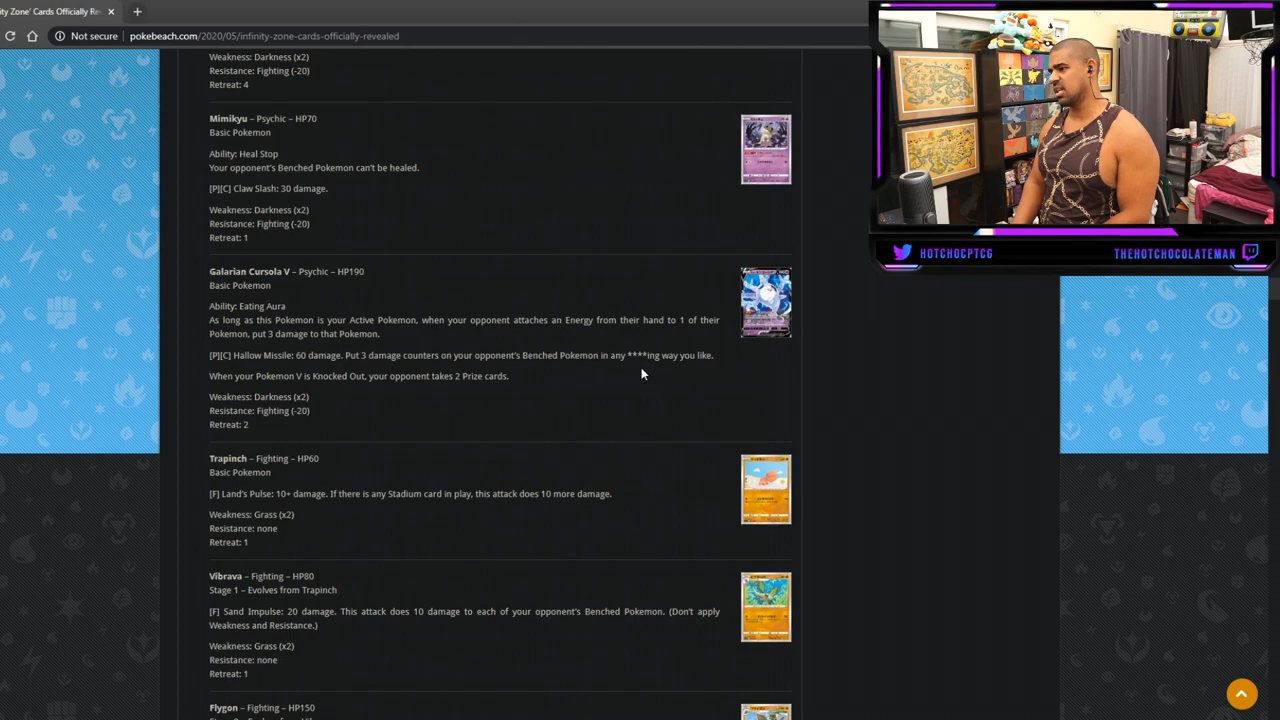 ity Zone' Cards Officially Re
Not secure
pokebeach.com/2020/05/infinity-zone-cards-officially-revealed
Weakness: Darkness (x2)
Resistance: Fighting (-20)
Retreat: 4
Mimikyu – Psychic – HP70
Basic Pokemon
Ability: Heal Stop
Your opponent's Benched Pokemon can't be healed.
[P][C] Claw Slash: 30 damage.
Weakness: Darkness (x2)
Resistance: Fighting (-20)
Retreat: 1
Galarian Cursola V – Psychic – HP190
Basic Pokemon
Ability: Eating Aura
As long as this Pokemon is your Active Pokemon, when your opponent attaches an Energy from their hand to 1 of their
Pokemon, put 3 damage to that Pokemon.
[P][C] Hallow Missile: 60 damage. Put 3 damage counters on your opponent's Benched Pokemon in any ****ing way you like.
When your Pokemon V is Knocked Out, your opponent takes 2 Prize cards.
Weakness: Darkness (x2)
Resistance: Fighting (-20)
Retreat: 2
Trapinch – Fighting – HP60
Basic Pokemon
[F] Land's Pulse: 10+ damage. If there is any Stadium card in play, this attack does 10 more damage.
Weakness: Grass (x2)
Resistance: none
Retreat: 1
Vibrava – Fighting – HP80
Stage 1 – Evolves from Trapinch
[F] Sand Impulse: 20 damage. This attack does 10 damage to each of your opponent's Benched Pokemon. (Don't apply
Weakness and Resistance.)
Weakness: Grass (x2)
Resistance: none
Retreat: 1
Flygon – Fighting – HP150
HOTCHOCPTCG
THEHOTCHOCOLATEMAN